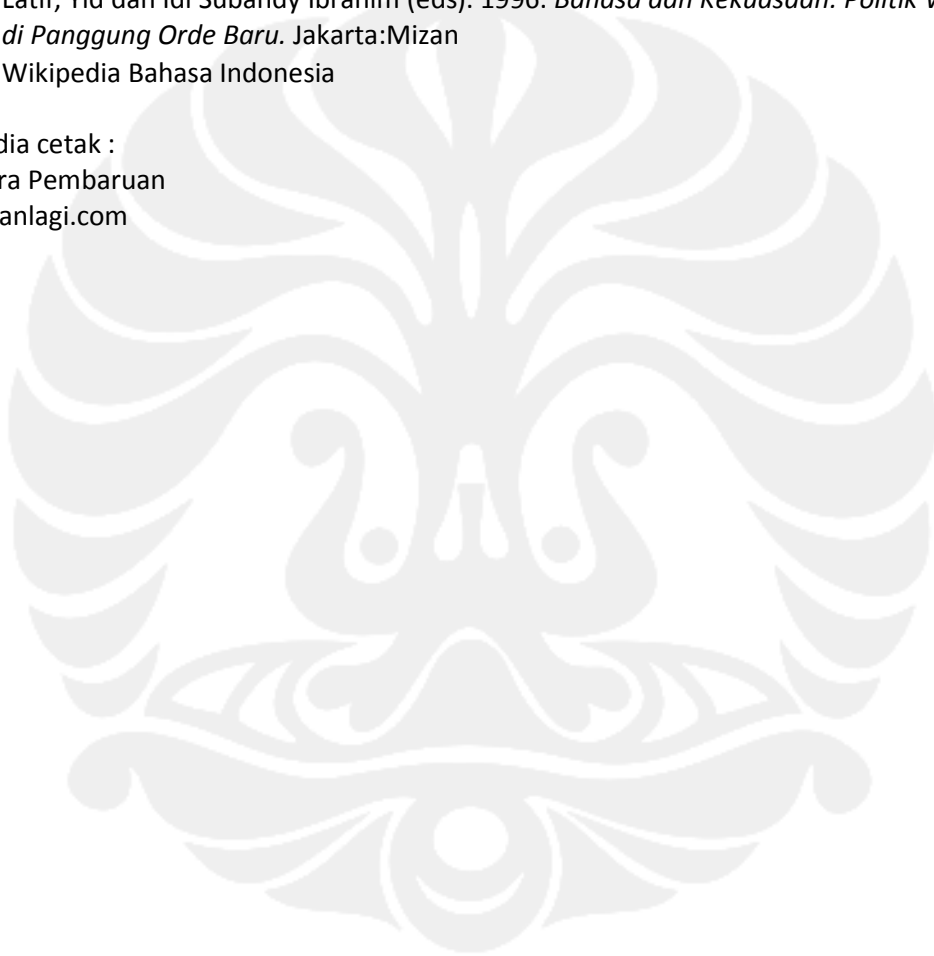 Latif, Yid dan Idi Subandy Ibrahim (eds). 1996. Bahasa dan Kekuasaan: Politik
di Panggung Orde Baru. Jakarta:Mizan
Wikipedia Bahasa Indonesia
dia cetak :
ra Pembaruan
anlagi.com